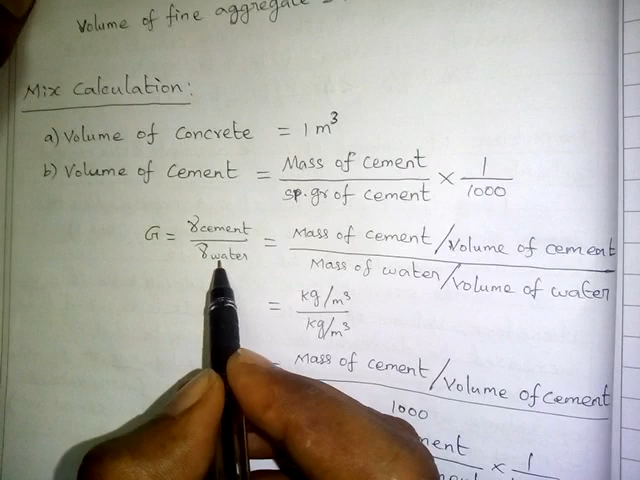 Volume of fine aggregate
Mix Calculation:
a) Volume of Concrete = 1 m³
b) Volume of Cement = Mass of cement / sp.gr of cement × 1/1000
G = γcement / γwater = Mass of cement / Volume of cement / Mass of water / Volume of water
= kg/m³ / kg/m³
Mass of cement / Volume of cement
1000
× 1